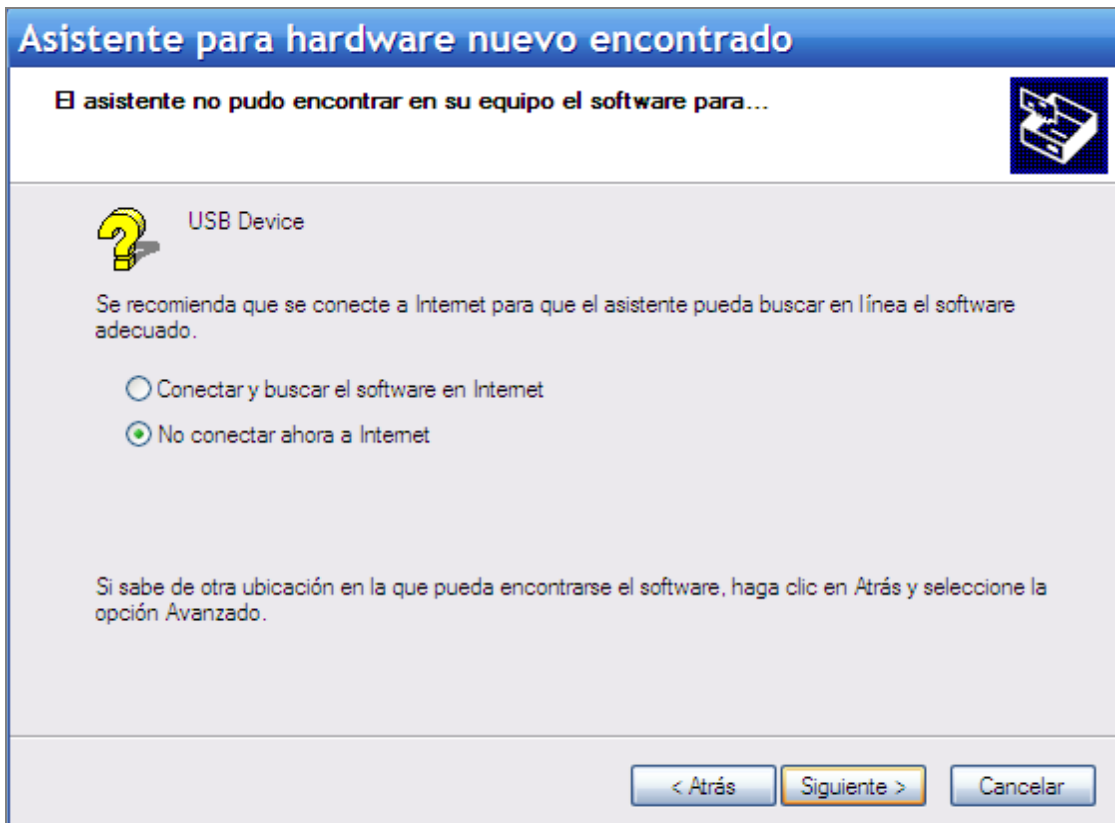 Asistente para hardware nuevo encontrado
El asistente no pudo encontrar en su equipo el software para...
USB Device
Se recomienda que se conecte a Internet para que el asistente pueda buscar en línea el software
adecuado.
Conectar y buscar el software en Internet
No conectar ahora a Internet
Si sabe de otra ubicación en la que pueda encontrarse el software, haga clic en Atrás y seleccione la
opción Avanzado.
< Atrás Siguiente > Cancelar